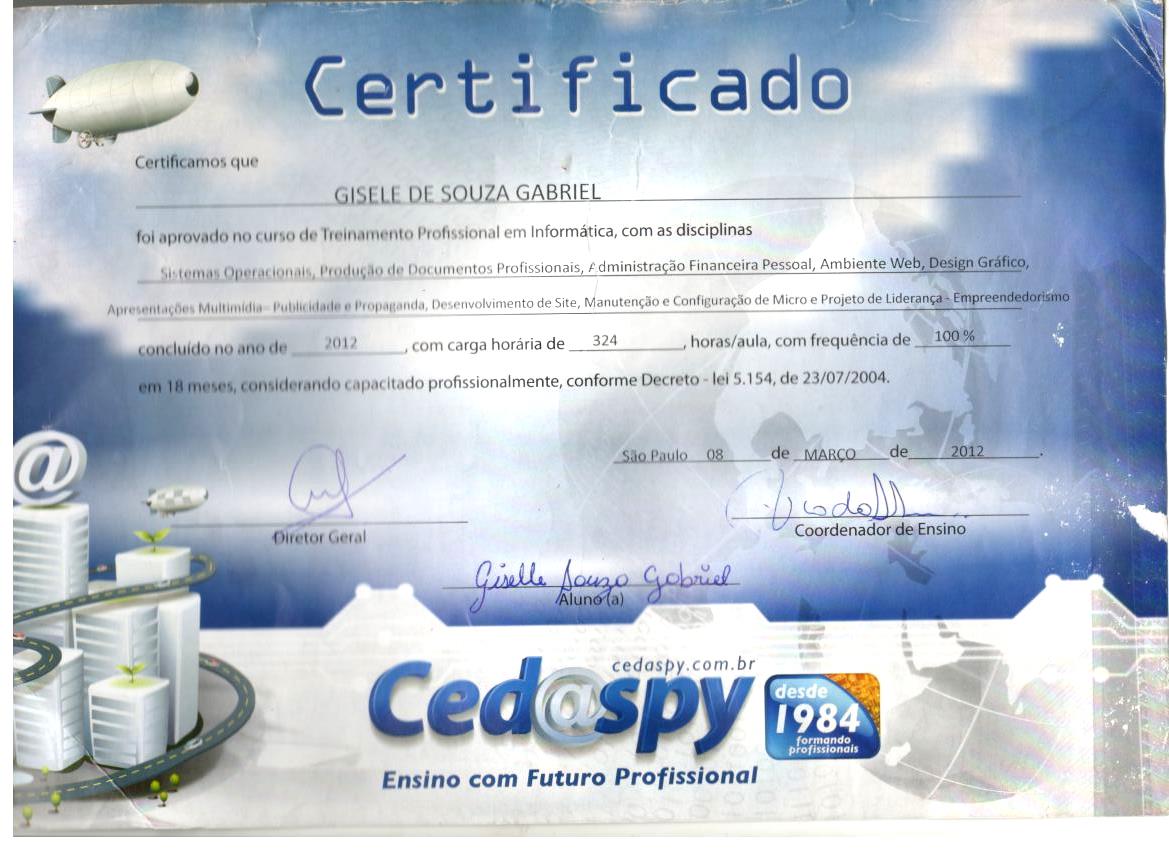 Certificado
Certificamos que
GISELE DE SOUZA GABRIEL
foi aprovado no curso de Treinamento Profissional em Informática, com as disciplinas
Sistemas Operacionais, Produção de Documentos Profissionais, Administração Financeira Pessoal, Ambiente Web, Design Gráfico,
Apresentações Multimídia - Publicidade e Propaganda, Desenvolvimento de Site, Manutenção e Configuração de Micro e Projeto de Liderança - Empreendedorismo
concluído no ano de 2012, com carga horária de 324, horas/aula, com frequência de 100 %
em 18 meses, considerando capacitado profissionalmente, conforme Decreto - lei 5.154, de 23/07/2004.
São Paulo 08 de MARÇO de 2012.
@
Diretor Geral
Coordenador de Ensino
Giselle Souza Gabriel
Aluno (a)
cedaspy.com.br
Ced@spy
desde
1984
formando
profissionais
Ensino com Futuro Profissional